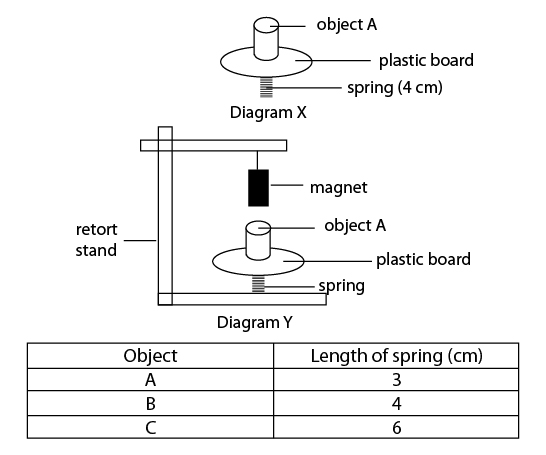 object A
plastic board
spring (4 cm)
Diagram X
magnet
retort
stand
object A
plastic board
spring
Diagram Y
Object Length of spring (cm)
A 3
B 4
C 6